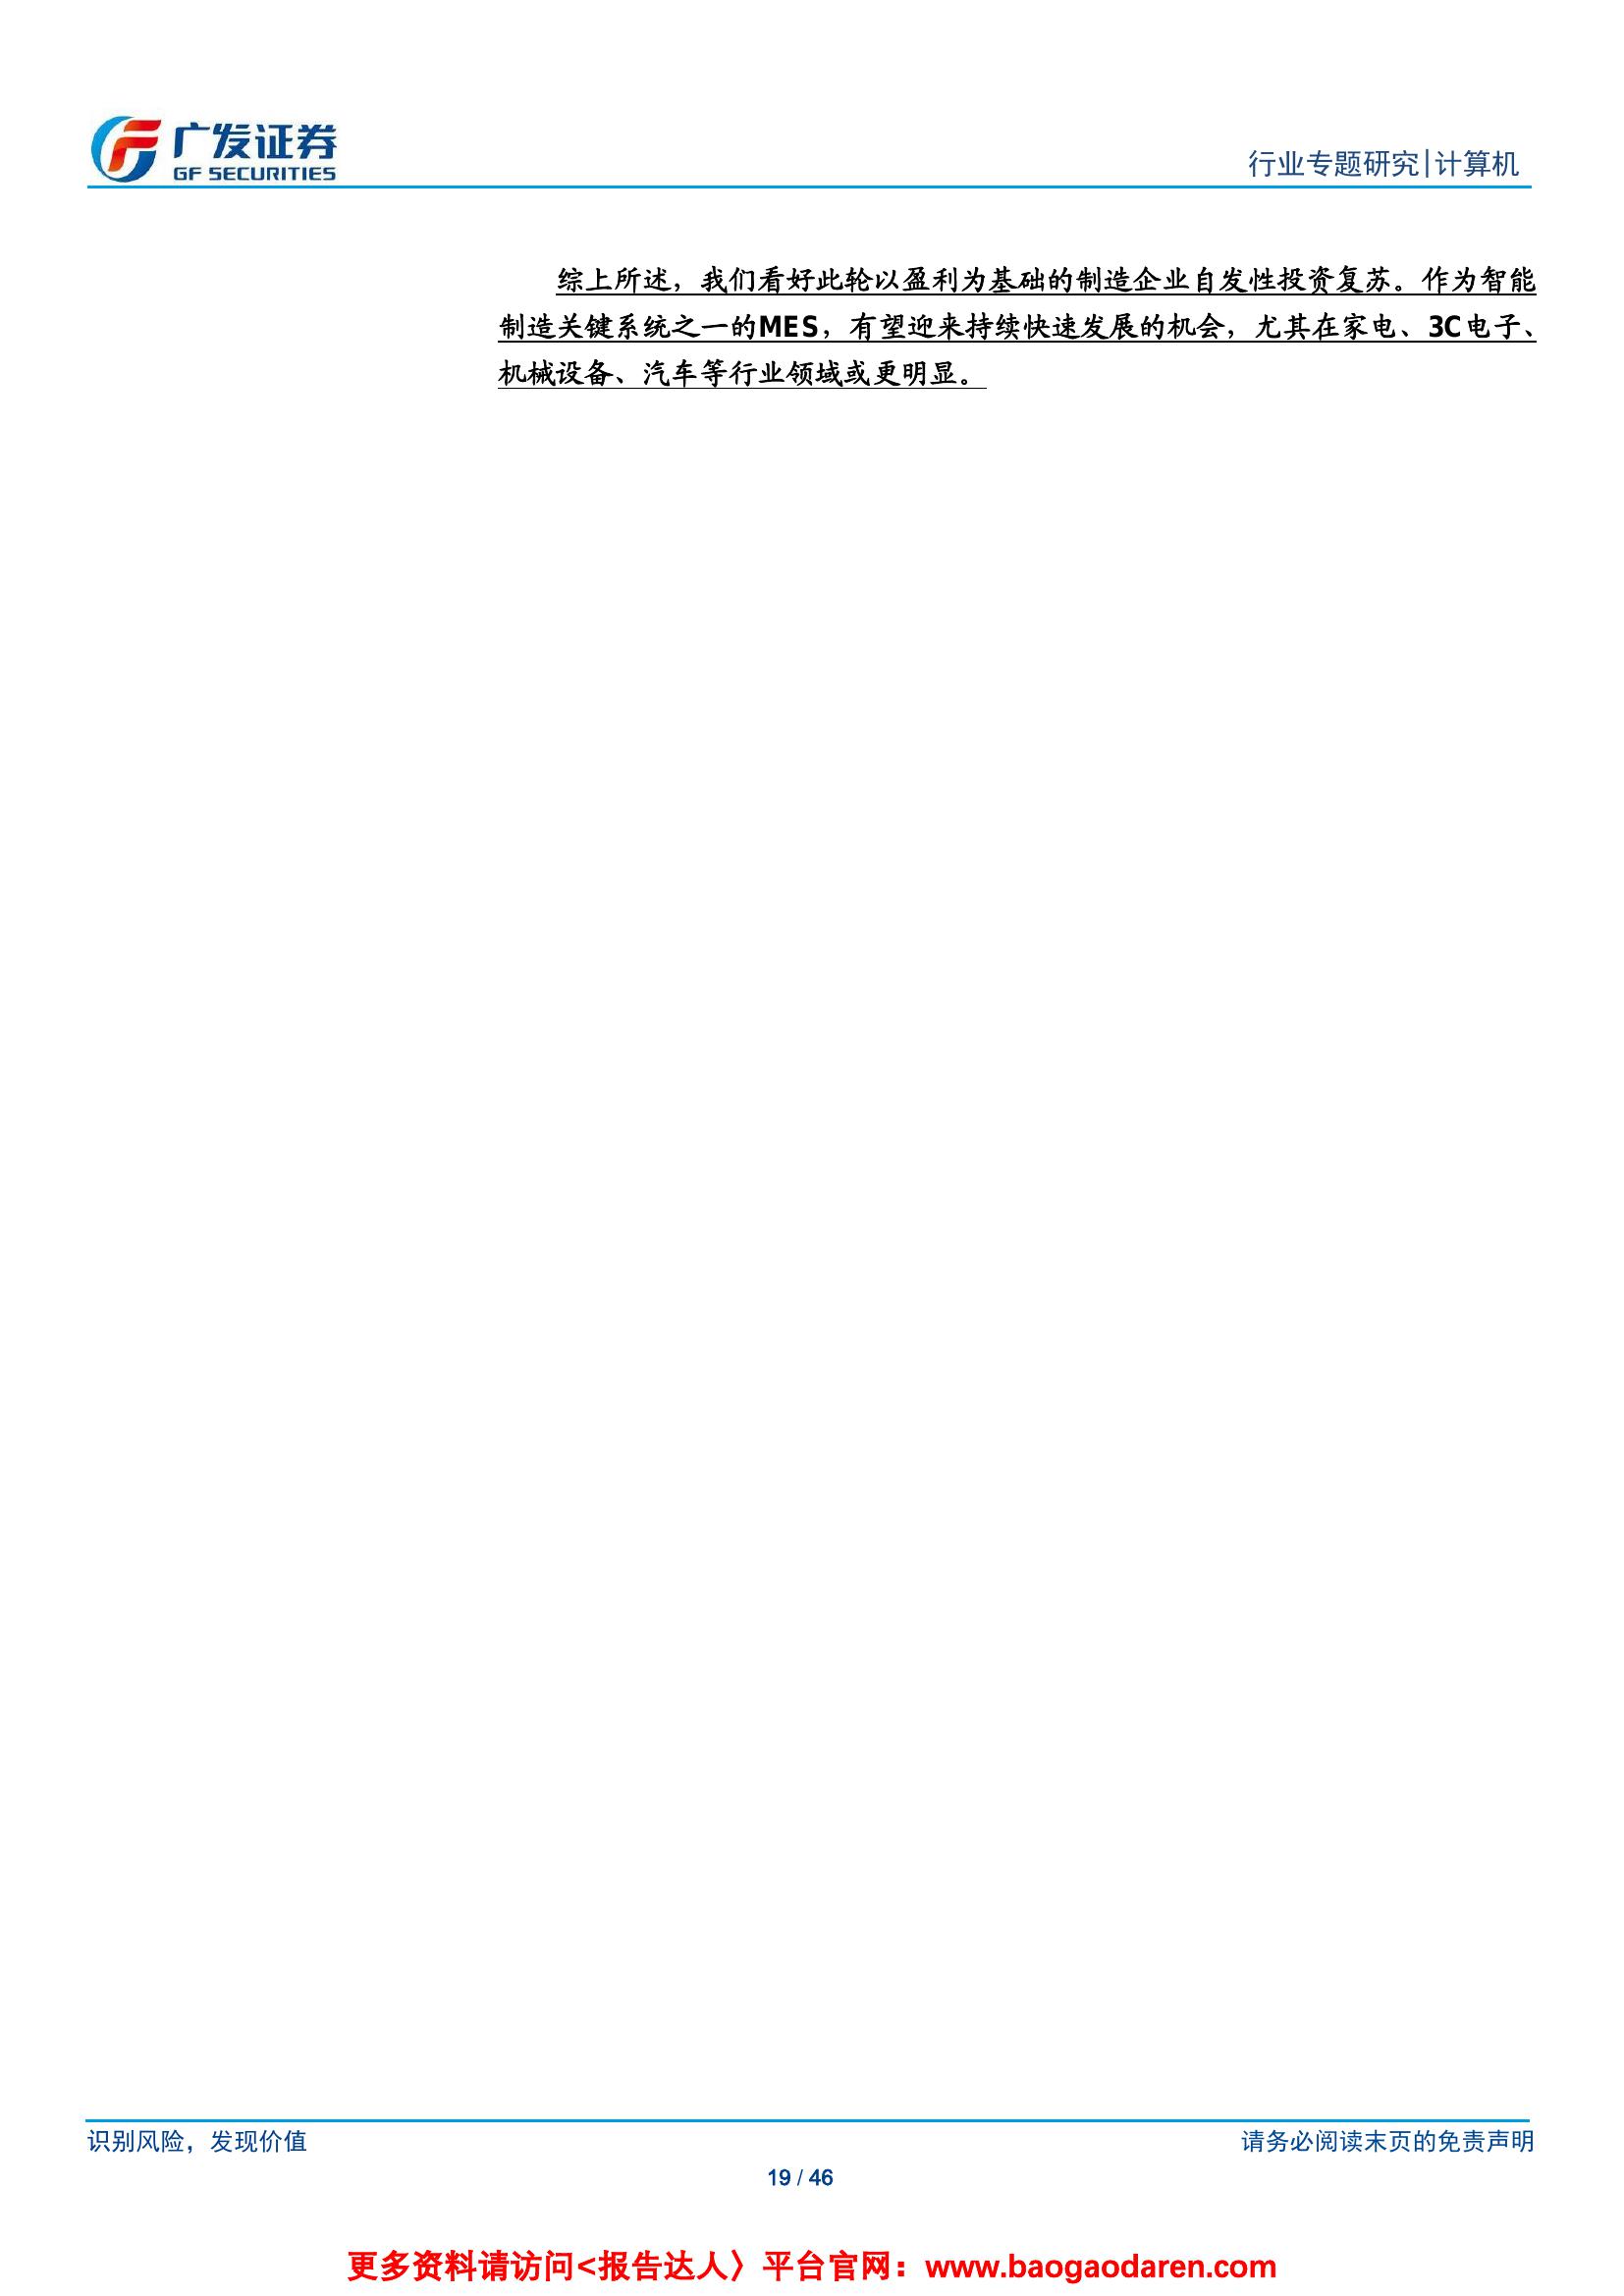 广发证券
GF SECURITIES
行业专题研究|计算机
综上所述，我们看好此轮以盈利为基础的制造企业自发性投资复苏。作为智能
制造关键系统之一的MES，有望迎来持续快速发展的机会，尤其在家电、3C电子、
机械设备、汽车等行业领域或更明显。
识别风险，发现价值
请务必阅读末页的免责声明
19 / 46
更多资料请访问<报告达人〉平台官网：www.baogaodaren.com